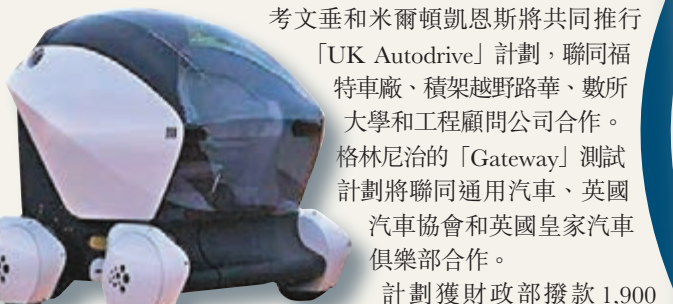 考文垂和米爾頓凱恩斯將共同推行
「UK Autodrive」計劃，聯同福
特車廠、積架越野路華、數所
大學和工程顧問公司合作。
格林尼治的「Gateway」測試
計劃將聯同通用汽車、英國
汽車協會和英國皇家汽車
俱樂部合作。
計劃獲財政部撥款 1,900